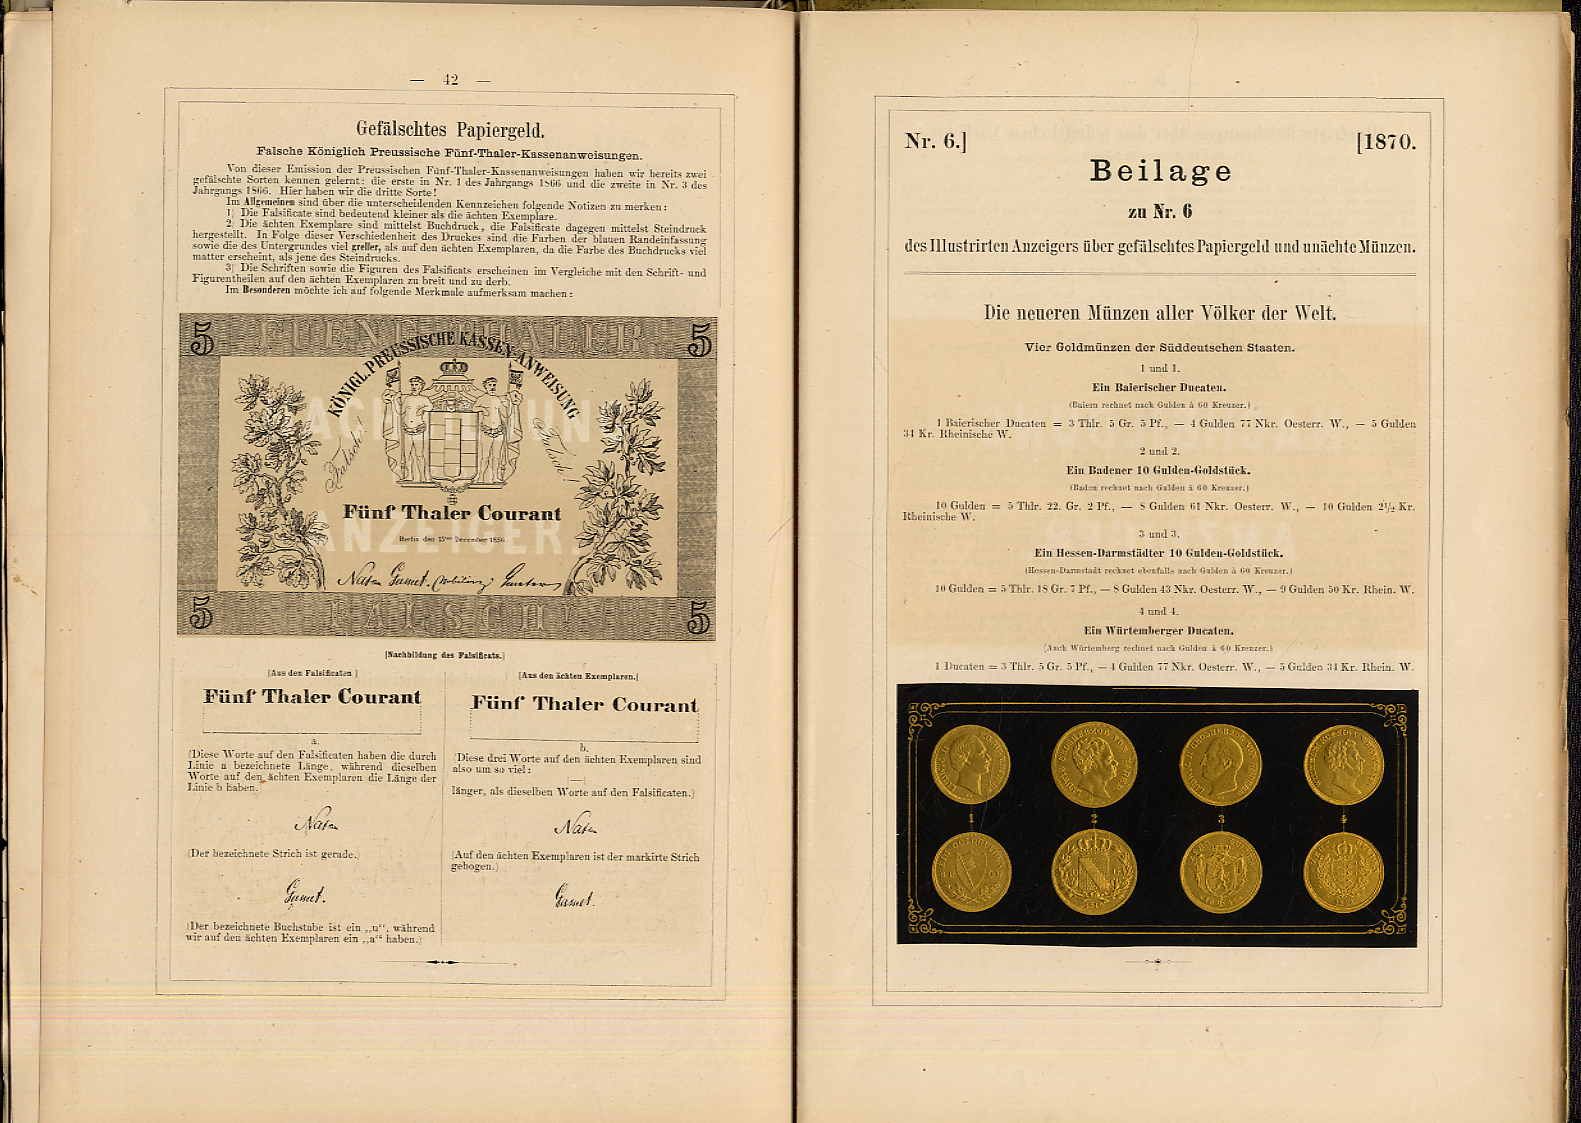 — 42 —
Gefälschtes Papiergeld.
Falsche Königlich Preussische Fünf-Thaler-Kassenanweisungen.
Von dieser Emission der Preussischen Fünf-Thaler-Kassenanweisungen haben wir bereits zwei
gefälschte Sorten kennen gelernt: die erste in Nr. 1 des Jahrgangs 1866 und die zweite in Nr. 3 des
Jahrgangs 1866. Hier haben wir die dritte Sorte!
Im Allgemeinen sind über die unterscheidenden Kennzeichen folgende Notizen zu merken:
1) Die Falsificate sind bedeutend kleiner als die ächten Exemplare.
2) Die ächten Exemplare sind mittelst Buchdruck, die Falsificate dagegen mittelst Steindruck
hergestellt. In Folge dieser Verschiedenheit des Druckes sind die Farben der blauen Randeinfassung
sowie die des Untergrundes viel greller, als auf den ächten Exemplaren, da die Farbe des Buchdrucks viel
matter erscheint, als jene des Steindrucks.
3) Die Schriften sowie die Figuren des Falsificats erscheinen im Vergleiche mit den Schrift- und
Figurentheilen auf den ächten Exemplaren zu breit und zu derb.
Im Besonderen möchte ich auf folgende Merkmale aufmerksam machen:
5 FUENF THALER 5
KÖNIGL. PREUSSISCHE KASSEN-ANWEISUNG
Falsch! Falsch!
Fünf Thaler Courant
ANZEIGER.
Berlin den 15ten December 1856
5 FALSCH! 5
[Nachbildung des Falsificats.]
[Aus den Falsificaten]
Fünf Thaler Courant
a.
(Diese Worte auf den Falsificaten haben die durch
Linie a bezeichnete Länge, während dieselben
Worte auf den ächten Exemplaren die Länge der
Linie b haben.
(Der bezeichnete Strich ist gerade.)
(Der bezeichnete Buchstabe ist ein „u“, während
wir auf den ächten Exemplaren ein „a“ haben.)
[Aus den ächten Exemplaren.]
Fünf Thaler Courant
b.
(Diese drei Worte auf den ächten Exemplaren sind
also um so viel:
länger, als dieselben Worte auf den Falsificaten.)
(Auf den ächten Exemplaren ist der markirte Strich
gebogen.)
Nr. 6.] [1870.
Beilage
zu Nr. 6
des Illustrirten Anzeigers über gefälschtes Papiergeld und unächte Münzen.
Die neueren Münzen aller Völker der Welt.
Vier Goldmünzen der Süddeutschen Staaten.
1 und 1.
Ein Baierischer Ducaten.
(Baiern rechnet nach Gulden à 60 Kreuzer.)
1 Baierischer Ducaten = 3 Thlr. 5 Gr. 5 Pf., — 4 Gulden 77 Nkr. Oesterr. W., — 5 Gulden
34 Kr. Rheinische W.
2 und 2.
Ein Badener 10 Gulden-Goldstück.
(Baden rechnet nach Gulden à 60 Kreuzer.)
10 Gulden = 5 Thlr. 22. Gr. 2 Pf., — 8 Gulden 61 Nkr. Oesterr. W., — 10 Gulden 2½ Kr.
Rheinische W.
3 und 3.
Ein Hessen-Darmstädter 10 Gulden-Goldstück.
(Hessen-Darmstadt rechnet ebenfalls nach Gulden à 60 Kreuzer.)
10 Gulden = 5 Thlr. 18 Gr. 7 Pf., — 8 Gulden 43 Nkr. Oesterr. W., — 9 Gulden 50 Kr. Rhein. W.
4 und 4.
Ein Würtemberger Ducaten.
(Auch Würtemberg rechnet nach Gulden à 60 Kreuzer.)
1 Ducaten = 3 Thlr. 5 Gr. 5 Pf., — 4 Gulden 77 Nkr. Oesterr. W., — 5 Gulden 34 Kr. Rhein. W.
1 2 3 4